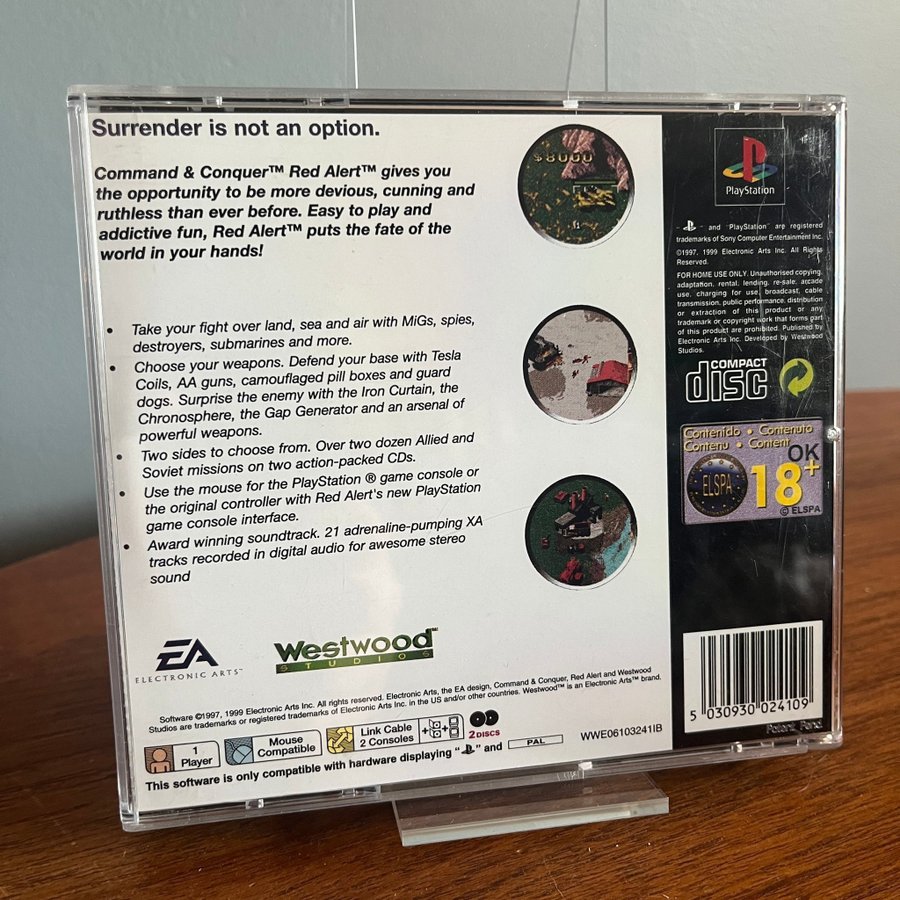 Surrender is not an option.
Command & Conquer™ Red Alert™ gives you
the opportunity to be more devious, cunning and
ruthless than ever before. Easy to play and
addictive fun, Red Alert™ puts the fate of the
world in your hands!
• Take your fight over land, sea and air with MiGs, spies,
destroyers, submarines and more.
• Choose your weapons. Defend your base with Tesla
Coils, AA guns, camouflaged pill boxes and guard
dogs. Surprise the enemy with the Iron Curtain, the
Chronosphere, the Gap Generator and an arsenal of
powerful weapons.
• Two sides to choose from. Over two dozen Allied and
Soviet missions on two action-packed CDs.
• Use the mouse for the PlayStation ® game console or
the original controller with Red Alert's new PlayStation
game console interface.
• Award winning soundtrack. 21 adrenaline-pumping XA
tracks recorded in digital audio for awesome stereo
sound
$8000
EA
ELECTRONIC ARTS™
Westwood™
STUDIOS
Software ©1997, 1999 Electronic Arts Inc. All rights reserved. Electronic Arts, the EA design, Command & Conquer, Red Alert and Westwood
Studios are trademarks or registered trademarks of Electronic Arts Inc. in the US and/or other countries. Westwood™ is an Electronic Arts™ brand.
1
Player
Mouse
Compatible
Link Cable
2 Consoles
2 DISCS
WWE06103241IB
This software is only compatible with hardware displaying " " and PAL
PlayStation
" " and "PlayStation" are registered
trademarks of Sony Computer Entertainment Inc.
©1997, 1999 Electronic Arts Inc. All Rights
Reserved.
FOR HOME USE ONLY. Unauthorised copying,
adaptation, rental, lending, re-sale, arcade
use, charging for use, broadcast, cable
transmission, public performance, distribution
or extraction of this product or any
trademark or copyright work that forms part
of this product are prohibited. Published by
Electronic Arts Inc. Developed by Westwood
Studios.
COMPACT
disc
Contenido • Contenuto
Contenu • Content
OK
ELSPA
18+
© ELSPA
5 030930 024109
Patent Pend.